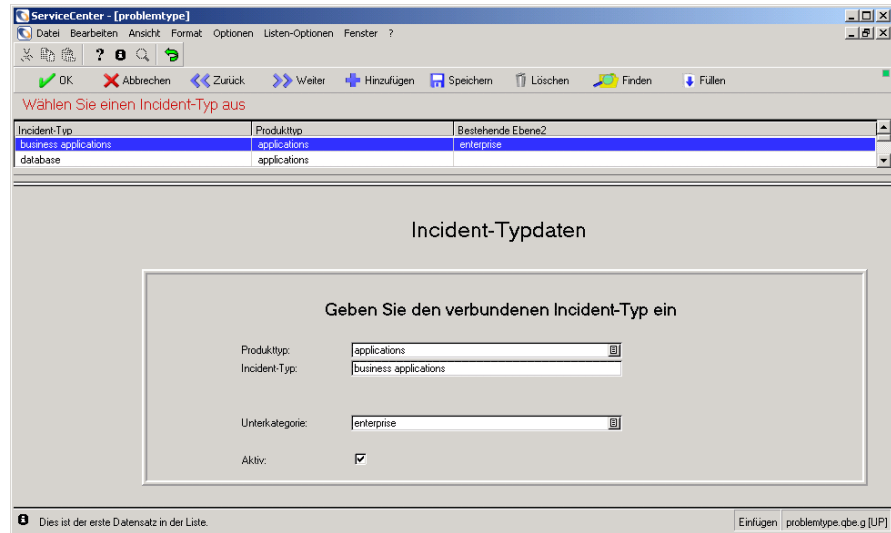 ServiceCenter - [problemtype]
Datei Bearbeiten Ansicht Format Optionen Listen-Optionen Fenster ?
OK Abbrechen Zurück Weiter Hinzufügen Speichern Löschen Finden Füllen
Wählen Sie einen Incident-Typ aus
Incident-Typ Produkttyp Bestehende Ebene2
business applications applications enterprise
database applications
Incident-Typdaten
Geben Sie den verbundenen Incident-Typ ein
Produkttyp: applications
Incident-Typ: business applications
Unterkategorie: enterprise
Aktiv:
Dies ist der erste Datensatz in der Liste. Einfügen problemtype.qbe.g [UP]